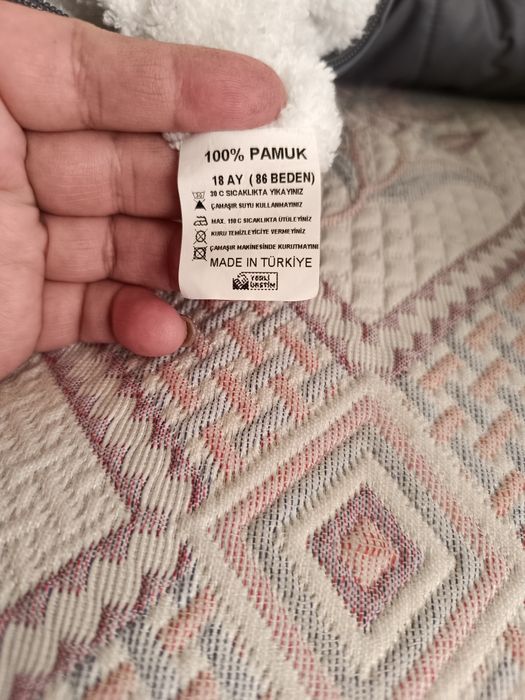 100% PAMUK
18 AY ( 86 BEDEN)
30 C SICAKLIKTA YIKAYINIZ
ÇAMAŞIR SUYU KULLANMAYINIZ
MAX. 110 C SICAKLIKTA ÜTÜLEYİNİZ
KURU TEMİZLEYİCİYE VERMEYİNİZ
ÇAMAŞIR MAKİNESİNDE KURUTMAYINI
MADE IN TÜRKİYE
YERLİ
ÜRETİM